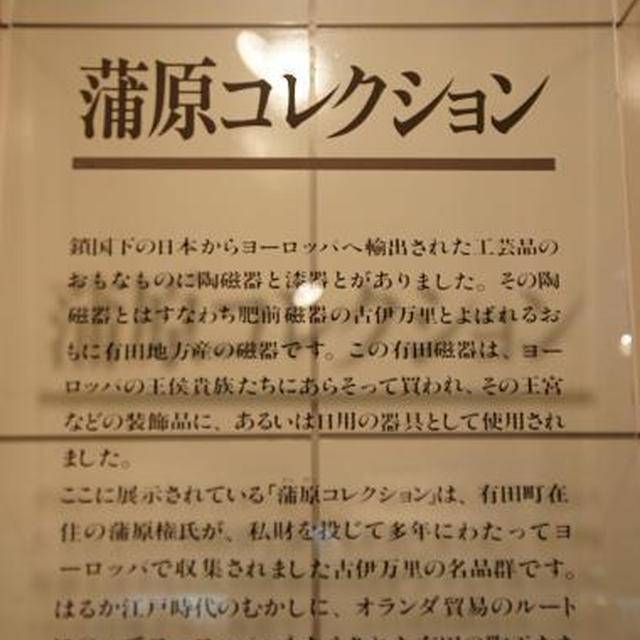 蒲原コレクション
鎖国下の日本からヨーロッパへ輸出された工芸品の
おもなものに陶磁器と漆器とがありました。その陶
磁器とはすなわち肥前磁器の古伊万里とよばれるお
もに有田地方産の磁器です。この有田磁器は、ヨー
ロッパの王侯貴族たちにあらそって買われ、その王宮
などの装飾品に、あるいは日用の器具として使用され
ました。
ここに展示されている「蒲原コレクション」は、有田町在
住の蒲原権氏が、私財を投じて多年にわたってヨ
ーロッパで収集されました古伊万里の名品群です。
はるか江戸時代のむかしに、オランダ貿易のルート